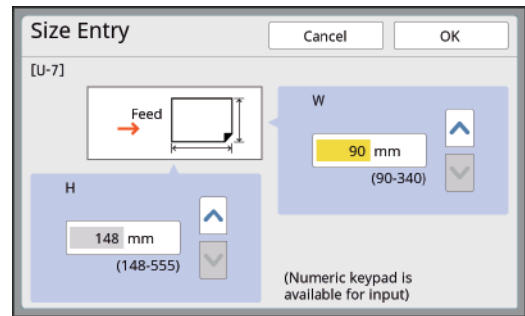 Size Entry
Cancel
OK
[U-7]
Feed
W
90 mm
(90-340)
H
148 mm
(148-555)
(Numeric keypad is
available for input)